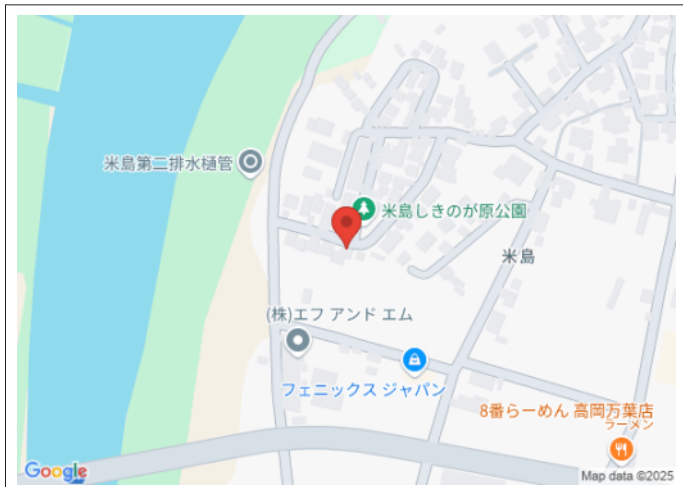 米島第二排水樋管
米島しきのが原公園
米島
(株)エフ アンド エム
フェニックス ジャパン
8番らーめん 高岡万葉店
ラーメン
Google
Map data ©2025